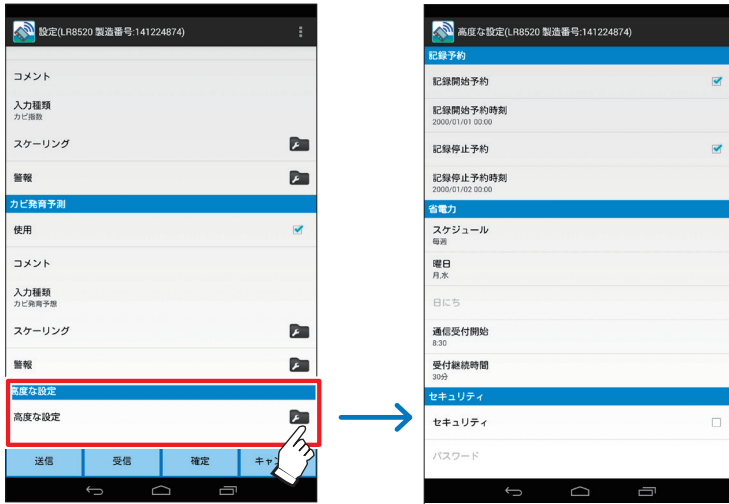 設定(LR8520 製造番号:141224874)
コメント
入力種類
カビ指数
スケーリング
警報
カビ発育予測
使用
コメント
入力種類
カビ発育予想
スケーリング
警報
高度な設定
高度な設定
送信
受信
確定
キャン
高度な設定(LR8520 製造番号:141224874)
記録予約
記録開始予約
記録開始予約時刻
2000/01/01 00:00
記録停止予約
記録停止予約時刻
2000/01/02 00:00
省電力
スケジュール
毎週
曜日
月,水
日にち
通信受付開始
8:30
受付継続時間
30分
セキュリティ
セキュリティ
パスワード